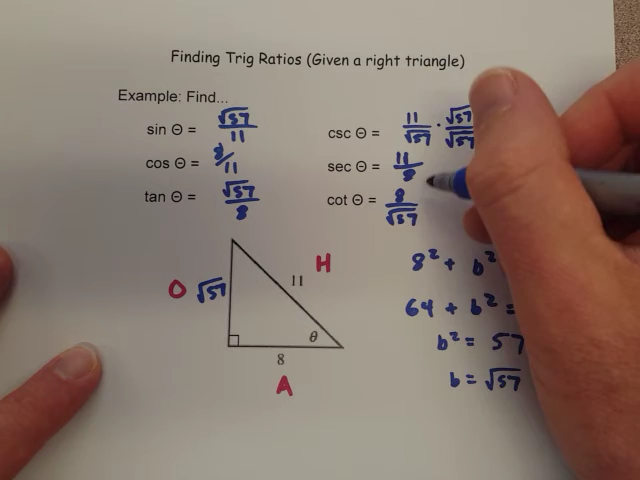 Finding Trig Ratios (Given a right triangle)
Example: Find...
sin Θ = √57/11
cos Θ = 8/11
tan Θ = √57/8
csc Θ = 11/√57 · √57/√57
sec Θ = 11/8
cot Θ = 8/√57
O √57
11 H
θ
8
A
8² + b²
64 + b² =
b² = 57
b = √57